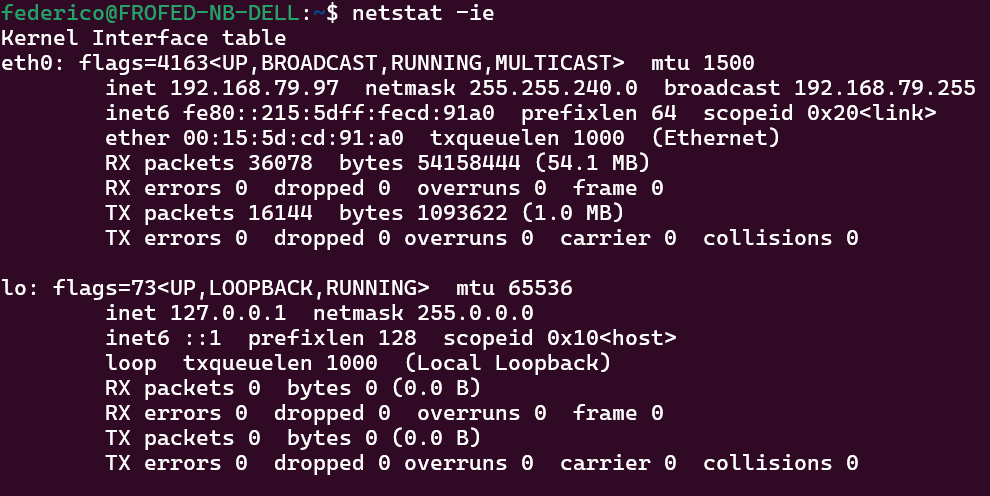 federico@FROFED-NB-DELL:~$ netstat -ie
Kernel Interface table
eth0: flags=4163<UP,BROADCAST,RUNNING,MULTICAST>  mtu 1500
        inet 192.168.79.97  netmask 255.255.240.0  broadcast 192.168.79.255
        inet6 fe80::215:5dff:fecd:91a0  prefixlen 64  scopeid 0x20<link>
        ether 00:15:5d:cd:91:a0  txqueuelen 1000  (Ethernet)
        RX packets 36078  bytes 54158444 (54.1 MB)
        RX errors 0  dropped 0  overruns 0  frame 0
        TX packets 16144  bytes 1093622 (1.0 MB)
        TX errors 0  dropped 0 overruns 0  carrier 0  collisions 0

lo: flags=73<UP,LOOPBACK,RUNNING>  mtu 65536
        inet 127.0.0.1  netmask 255.0.0.0
        inet6 ::1  prefixlen 128  scopeid 0x10<host>
        loop  txqueuelen 1000  (Local Loopback)
        RX packets 0  bytes 0 (0.0 B)
        RX errors 0  dropped 0  overruns 0  frame 0
        TX packets 0  bytes 0 (0.0 B)
        TX errors 0  dropped 0 overruns 0  carrier 0  collisions 0